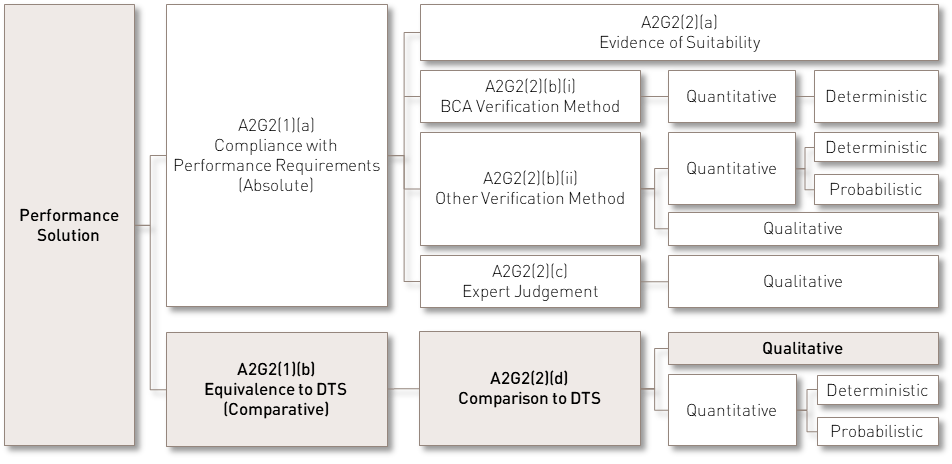 Performance
Solution
A2G2(1)(a)
Compliance with
Performance Requirements
(Absolute)
A2G2(2)(a)
Evidence of Suitability
A2G2(2)(b)(i)
BCA Verification Method
Quantitative
Deterministic
A2G2(2)(b)(ii)
Other Verification Method
Quantitative
Deterministic
Probabilistic
Qualitative
A2G2(2)(c)
Expert Judgement
Qualitative
A2G2(1)(b)
Equivalence to DTS
(Comparative)
A2G2(2)(d)
Comparison to DTS
Qualitative
Quantitative
Deterministic
Probabilistic